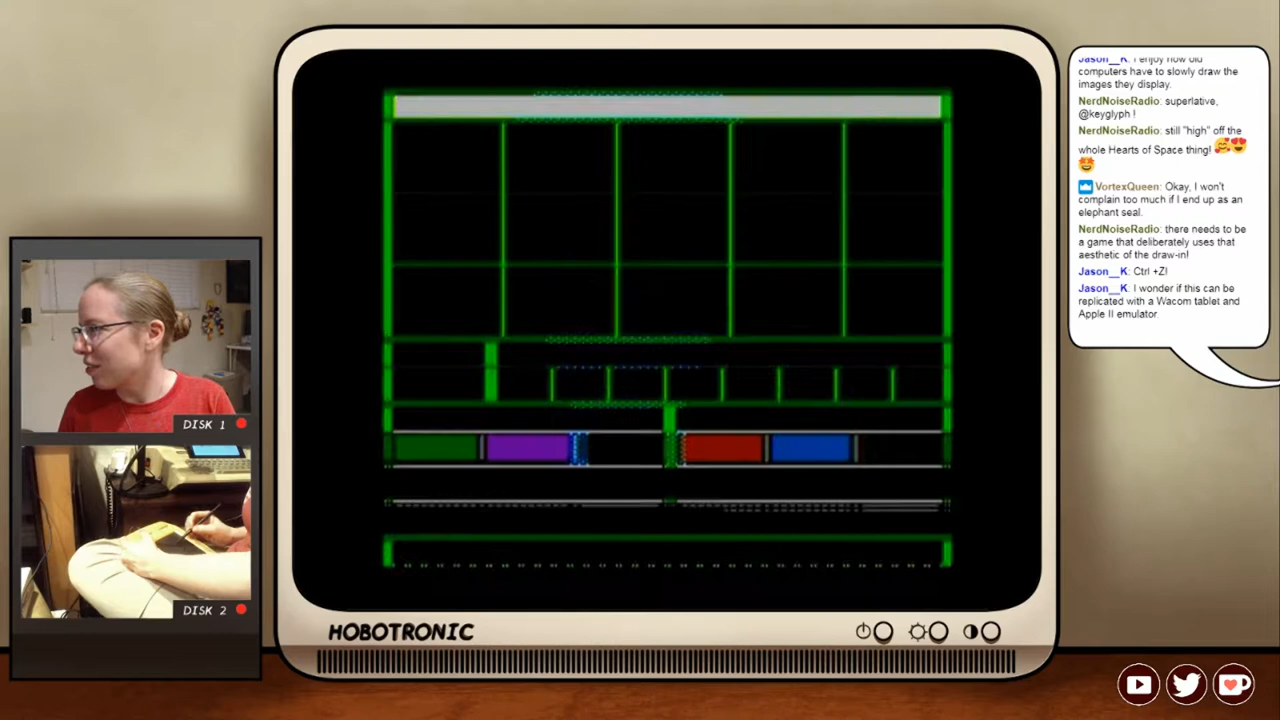 Jason__K: I enjoy how old
computers have to slowly draw the
images they display.
NerdNoiseRadio: superlative,
@keyglyph !
NerdNoiseRadio: still "high" off the
whole Hearts of Space thing!
VortexQueen: Okay, I won't
complain too much if I end up as an
elephant seal.
NerdNoiseRadio: there needs to be
a game that deliberately uses that
aesthetic of the draw-in!
Jason__K: Ctrl +Z!
Jason__K: I wonder if this can be
replicated with a Wacom tablet and
Apple II emulator.
DISK 1
DISK 2
HOBOTRONIC